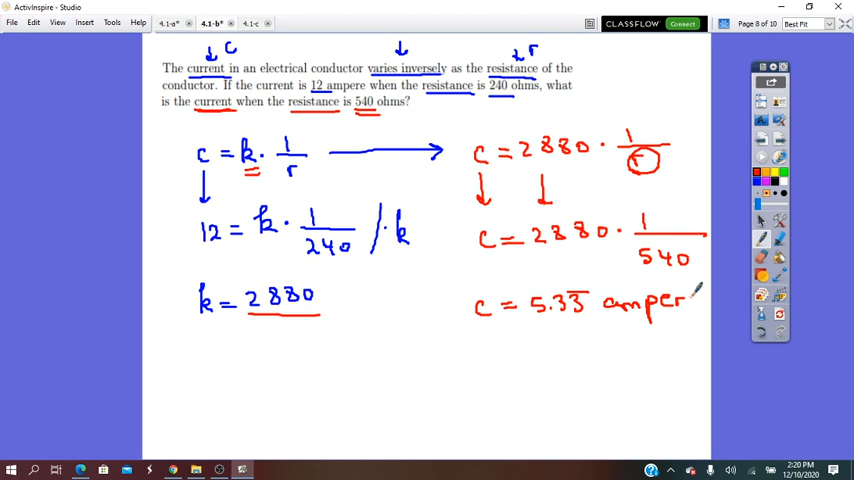 ActivInspire - Studio
File Edit View Insert Tools Help
4.1-a* 4.1-b* 4.1-c
CLASSFLOW Connect
Page 8 of 10
Best Pit
c r
The current in an electrical conductor varies inversely as the resistance of the
conductor. If the current is 12 ampere when the resistance is 240 ohms, what
is the current when the resistance is 540 ohms?
c = k · 1/r
c = 2880 · 1/r
12 = k · 1/240 / · k
c = 2880 · 1/540
k = 2880
c = 5.33̅ amper
2:20 PM
12/10/2020